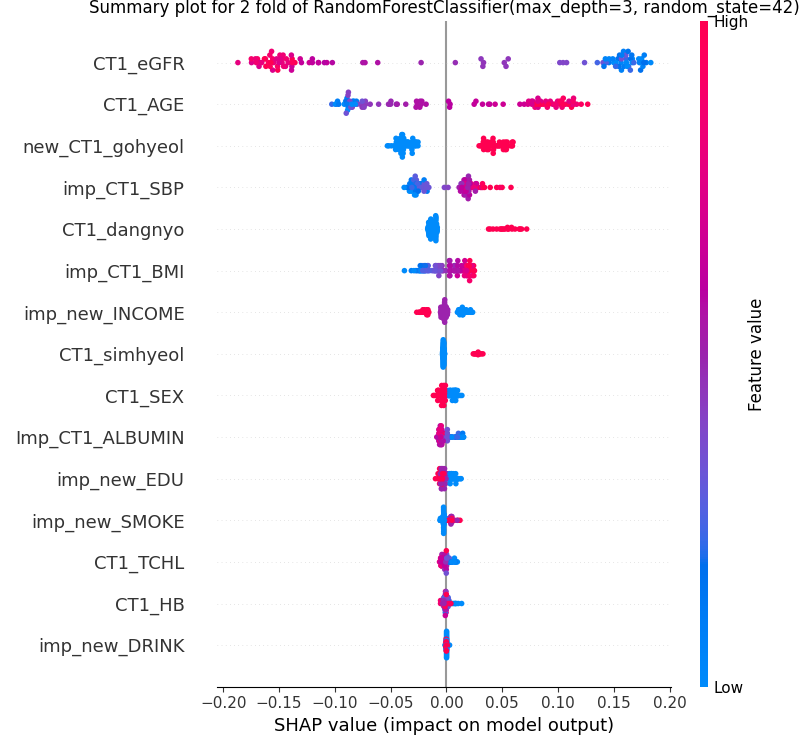 Summary plot for 2 fold of RandomForestClassifier(max_depth=3, random_state=42)
High
CT1_eGFR
CT1_AGE
new_CT1_gohyeol
imp_CT1_SBP
CT1_dangnyo
imp_CT1_BMI
imp_new_INCOME
CT1_simhyeol
CT1_SEX
Imp_CT1_ALBUMIN
imp_new_EDU
imp_new_SMOKE
CT1_TCHL
CT1_HB
imp_new_DRINK
Feature value
Low
−0.20 −0.15 −0.10 −0.05 0.00 0.05 0.10 0.15 0.20
SHAP value (impact on model output)